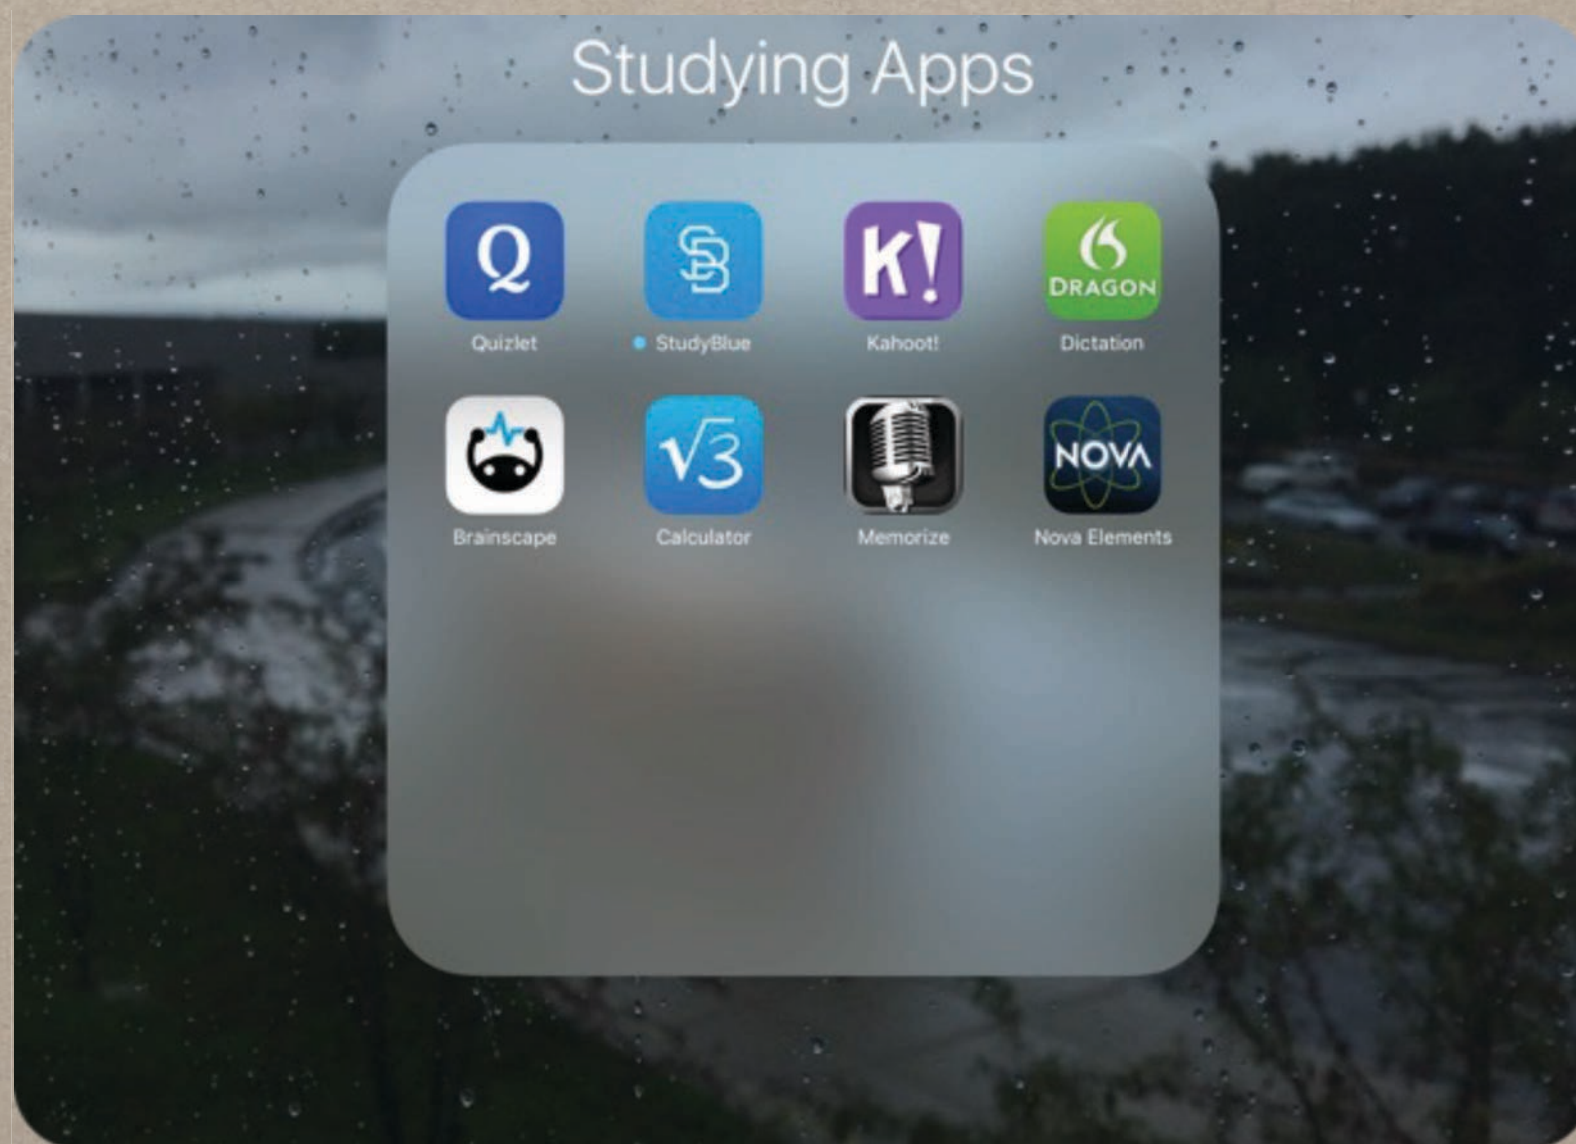 Studying Apps
Q
SB
K!
DRAGON
Quizlet
StudyBlue
Kahoot!
Dictation
√3
NOVA
Brainscape
Calculator
Memorize
Nova Elements